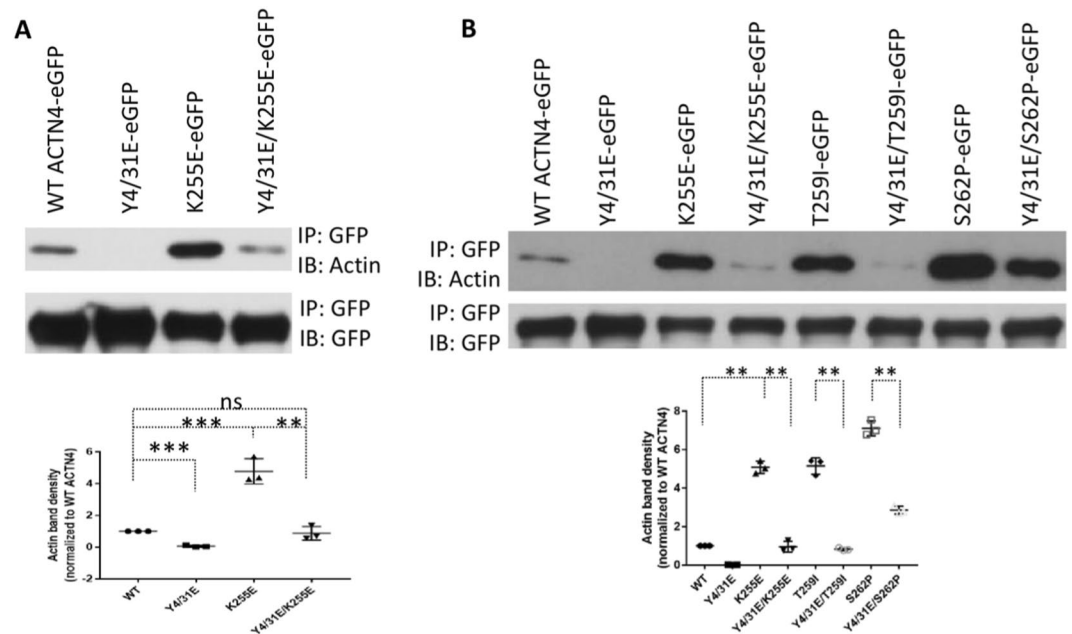 A
WT ACTN4-eGFP
Y4/31E-eGFP
K255E-eGFP
Y4/31E/K255E-eGFP
IP: GFP
IB: Actin
IP: GFP
IB: GFP
ns
*** **
***
Actin band density
(normalized to WT ACTN4)
6
4
2
0
-2
WT
Y4/31E
K255E
Y4/31E/K255E
B
WT ACTN4-eGFP
Y4/31E-eGFP
K255E-eGFP
Y4/31E/K255E-eGFP
T259I-eGFP
Y4/31E/T259I-eGFP
S262P-eGFP
Y4/31E/S262P-eGFP
IP: GFP
IB: Actin
IP: GFP
IB: GFP
** ** ** **
Actin band density
(normalized to WT ACTN4)
8
6
4
2
0
WT
Y4/31E
K255E
Y4/31E/K255E
T259I
Y4/31E/T259I
S262P
Y4/31E/S262P